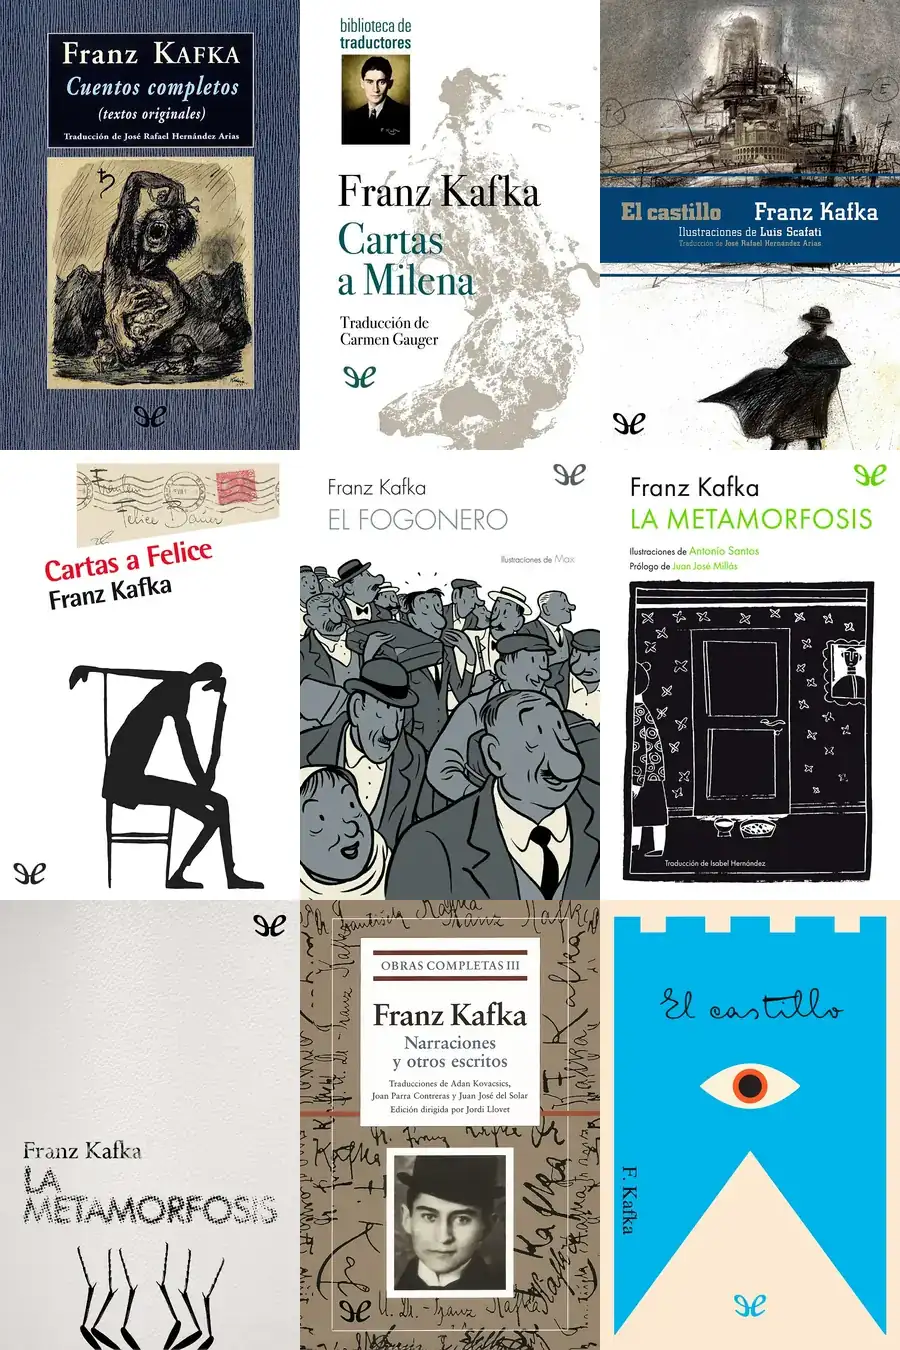 Franz KAFKA
Cuentos completos
(textos originales)
Traducción de José Rafael Hernández Arias
biblioteca de
traductores
Franz Kafka
Cartas
a Milena
Traducción de
Carmen Gauger
El castillo
Franz Kafka
Ilustraciones de Luis Scafati
Traducción de José Rafael Hernández Arias
Fräulein
Felice Bauer
Cartas a Felice
Franz Kafka
Franz Kafka
EL FOGONERO
Ilustraciones de Max
Franz Kafka
LA METAMORFOSIS
Ilustraciones de Antonio Santos
Prólogo de Juan José Millás
Traducción de Isabel Hernández
Franz Kafka
LA
METAMORFOSIS
OBRAS COMPLETAS III
Franz Kafka
Narraciones
y otros escritos
Traducciones de Adan Kovacsics,
Joan Parra Contreras y Juan José del Solar
Edición dirigida por Jordi Llovet
El castillo
F. Kafka